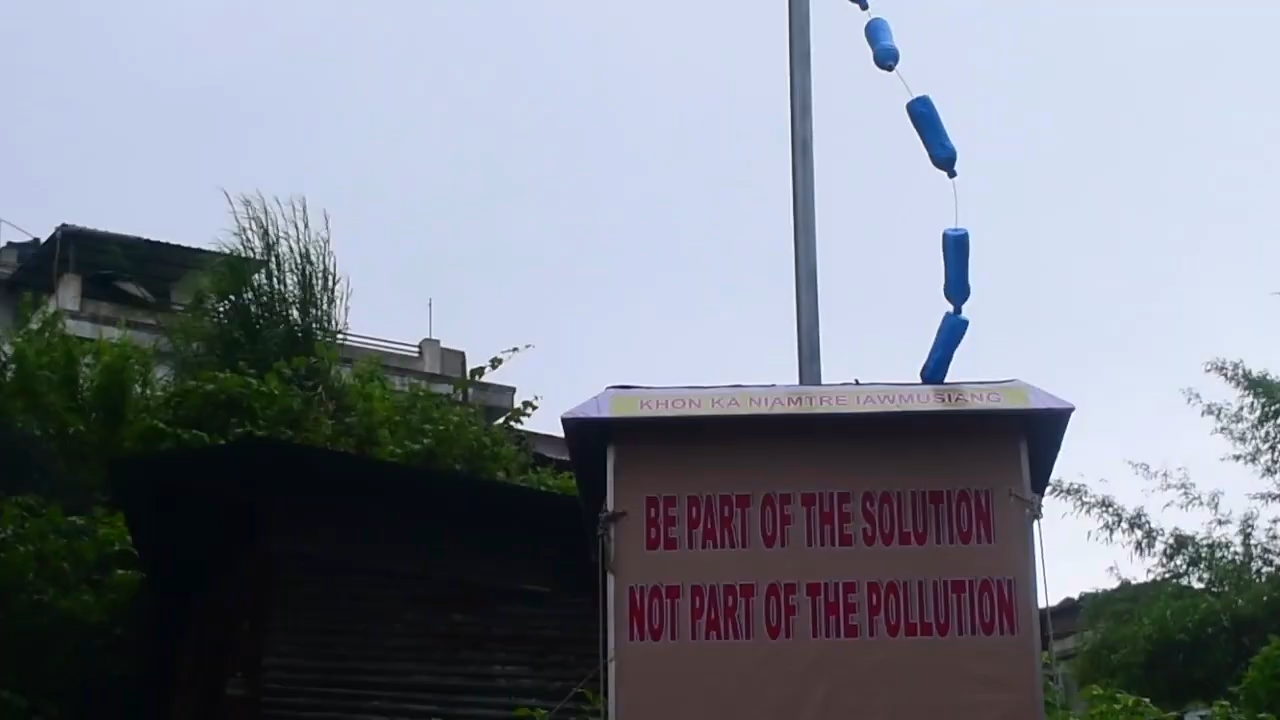 KHON KA NIAMTRE IAWMUSIANG
BE PART OF THE SOLUTION
NOT PART OF THE POLLUTION